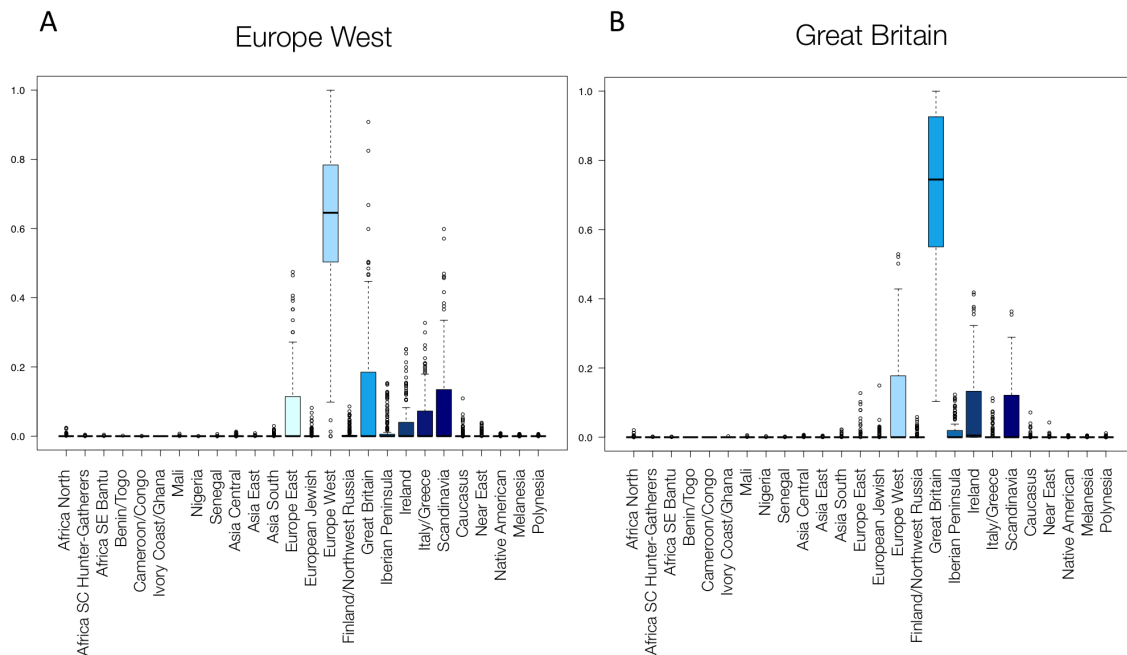 A
Europe West
1.0
0.8
0.6
0.4
0.2
0.0
Africa North
Africa SC Hunter-Gatherers
Africa SE Bantu
Benin/Togo
Cameroon/Congo
Ivory Coast/Ghana
Mali
Nigeria
Senegal
Asia Central
Asia East
Asia South
Europe East
European Jewish
Europe West
Finland/Northwest Russia
Great Britain
Iberian Peninsula
Ireland
Italy/Greece
Scandinavia
Caucasus
Near East
Native American
Melanesia
Polynesia
B
Great Britain
1.0
0.8
0.6
0.4
0.2
0.0
Africa North
Africa SC Hunter-Gatherers
Africa SE Bantu
Benin/Togo
Cameroon/Congo
Ivory Coast/Ghana
Mali
Nigeria
Senegal
Asia Central
Asia East
Asia South
Europe East
European Jewish
Europe West
Finland/Northwest Russia
Great Britain
Iberian Peninsula
Ireland
Italy/Greece
Scandinavia
Caucasus
Near East
Native American
Melanesia
Polynesia